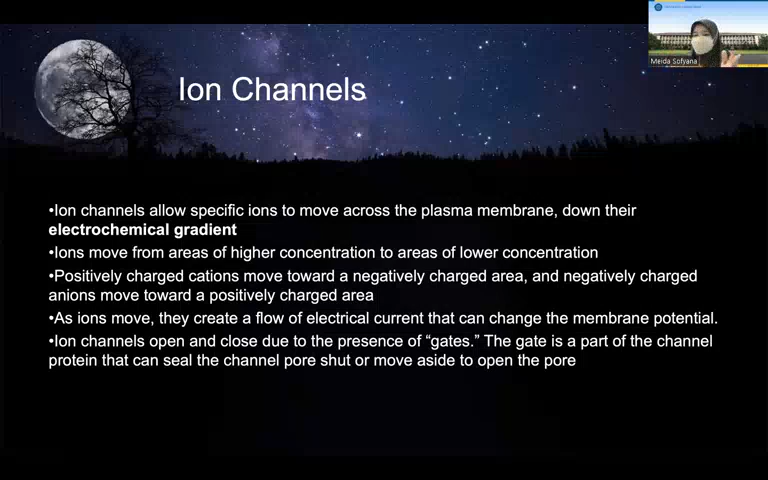 Ion Channels
Meida Sofyana
•Ion channels allow specific ions to move across the plasma membrane, down their
electrochemical gradient
•Ions move from areas of higher concentration to areas of lower concentration
•Positively charged cations move toward a negatively charged area, and negatively charged
anions move toward a positively charged area
•As ions move, they create a flow of electrical current that can change the membrane potential.
•Ion channels open and close due to the presence of “gates.” The gate is a part of the channel
protein that can seal the channel pore shut or move aside to open the pore